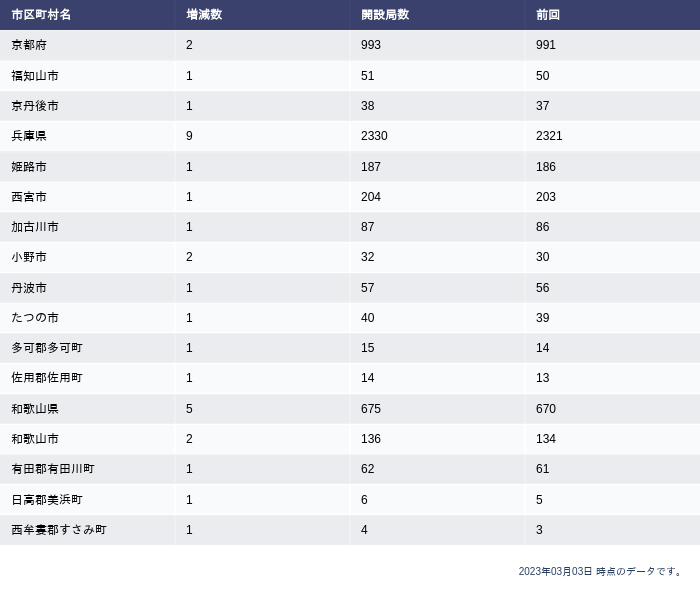 市区町村名 増減数 開設局数 前回
京都府 2 993 991
福知山市 1 51 50
京丹後市 1 38 37
兵庫県 9 2330 2321
姫路市 1 187 186
西宮市 1 204 203
加古川市 1 87 86
小野市 2 32 30
丹波市 1 57 56
たつの市 1 40 39
多可郡多可町 1 15 14
佐用郡佐用町 1 14 13
和歌山県 5 675 670
和歌山市 2 136 134
有田郡有田川町 1 62 61
日高郡美浜町 1 6 5
西牟婁郡すさみ町 1 4 3
2023年03月03日 時点のデータです。